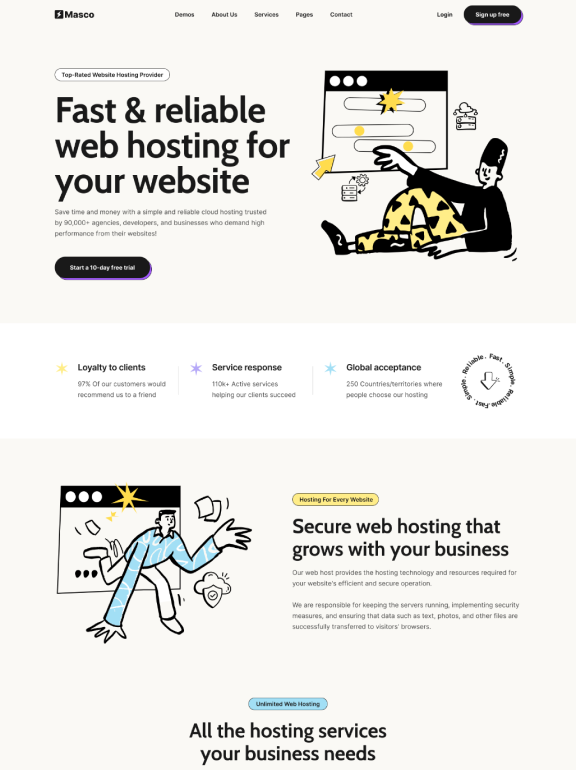 Masco
Demos About Us Services Pages Contact Login Sign up free
Top-Rated Website Hosting Provider
Fast & reliable
web hosting for
your website
Save time and money with a simple and reliable cloud hosting trusted
by 90,000+ agencies, developers, and businesses who demand high
performance from their websites!
Start a 10-day free trial
Loyalty to clients
97% Of our customers would
recommend us to a friend
Service response
110k+ Active services
helping our clients succeed
Global acceptance
250 Countries/territories where
people choose our hosting
Fast. Simple. Reliable. Fast. Simple. Reliable.
Hosting For Every Website
Secure web hosting that
grows with your business
Our web host provides the hosting technology and resources required for
your website's efficient and secure operation.
We are responsible for keeping the servers running, implementing security
measures, and ensuring that data such as text, photos, and other files are
successfully transferred to visitors' browsers.
Unlimited Web Hosting
All the hosting services
your business needs